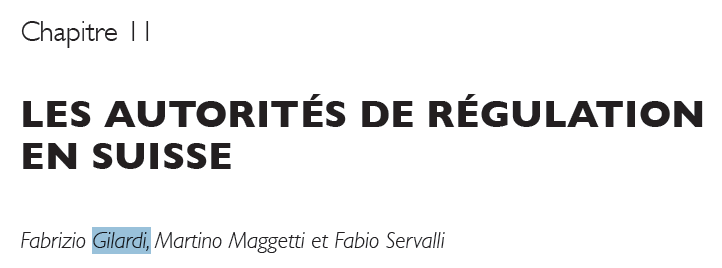 Chapitre 11
LES AUTORITÉS DE RÉGULATION
EN SUISSE
Fabrizio Gilardi, Martino Maggetti et Fabio Servalli